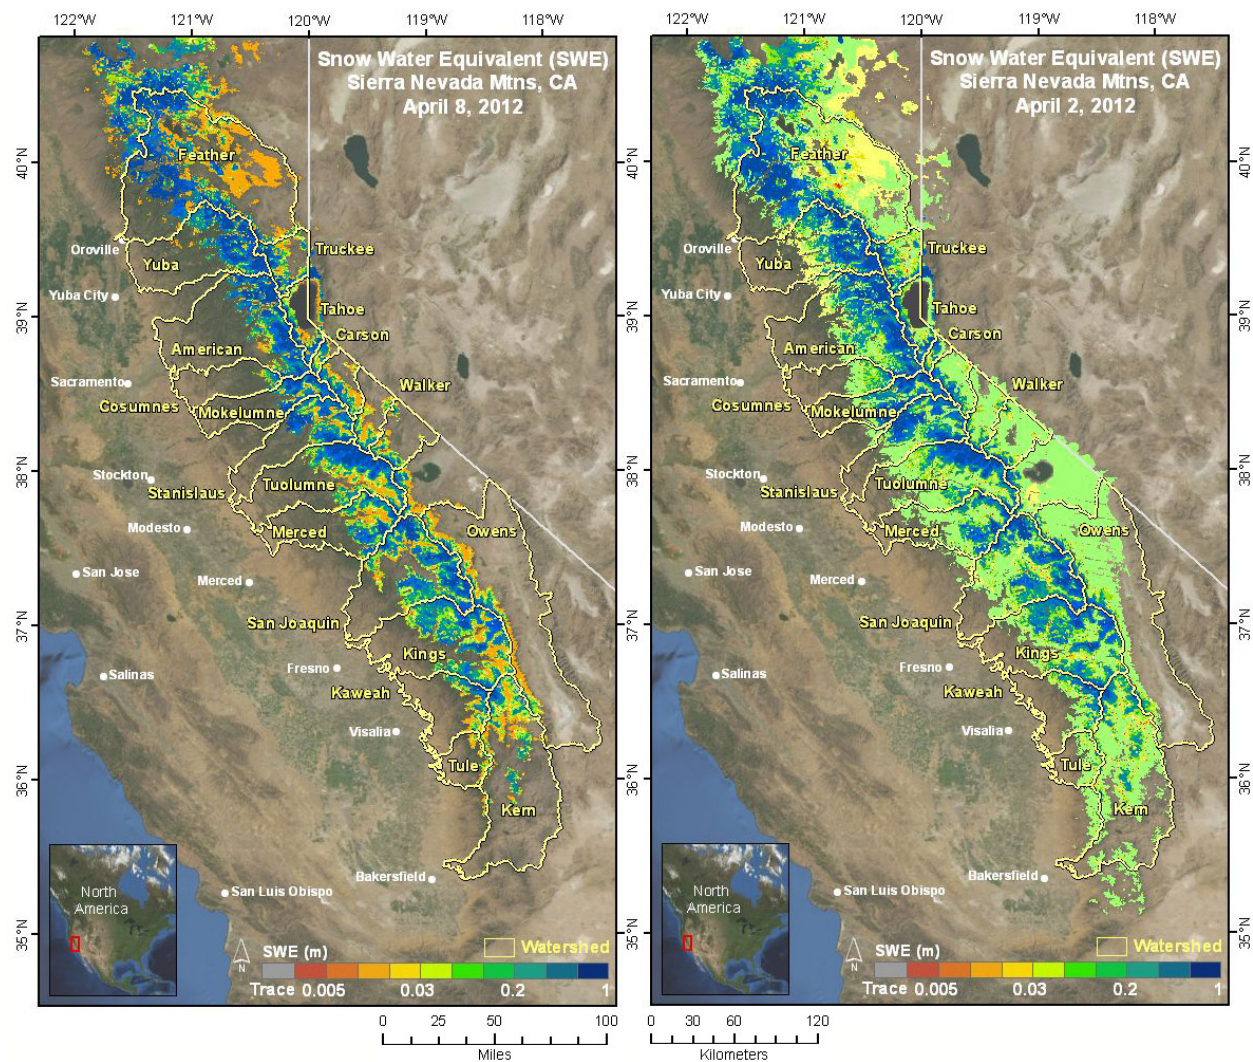 122°W 121°W 120°W 119°W 118°W
Snow Water Equivalent (SWE)
Sierra Nevada Mtns, CA
April 8, 2012
40°N
39°N
38°N
37°N
36°N
35°N
Feather
Oroville
Truckee
Yuba
Yuba City
Tahoe
Carson
American
Sacramento
Walker
Cosumnes
Mokelumne
Stockton
Tuolumne
Stanislaus
Modesto
Merced
Owens
San Jose
Merced
San Joaquin
Kings
Fresno
Salinas
Kaweah
Visalia
Tule
Kern
Bakersfield
San Luis Obispo
North
America
N
SWE (m)
Watershed
Trace 0.005 0.03 0.2 1
0 25 50 100
Miles
122°W 121°W 120°W 119°W 118°W
Snow Water Equivalent (SWE)
Sierra Nevada Mtns, CA
April 2, 2012
40°N
39°N
38°N
37°N
36°N
35°N
Feather
Oroville
Truckee
Yuba
Yuba City
Tahoe
Carson
American
Sacramento
Walker
Cosumnes
Mokelumne
Stockton
Tuolumne
Stanislaus
Modesto
Merced
Owens
San Jose
Merced
San Joaquin
Kings
Fresno
Salinas
Kaweah
Visalia
Tule
Kern
Bakersfield
San Luis Obispo
North
America
N
SWE (m)
Watershed
Trace 0.005 0.03 0.2 1
0 30 60 120
Kilometers